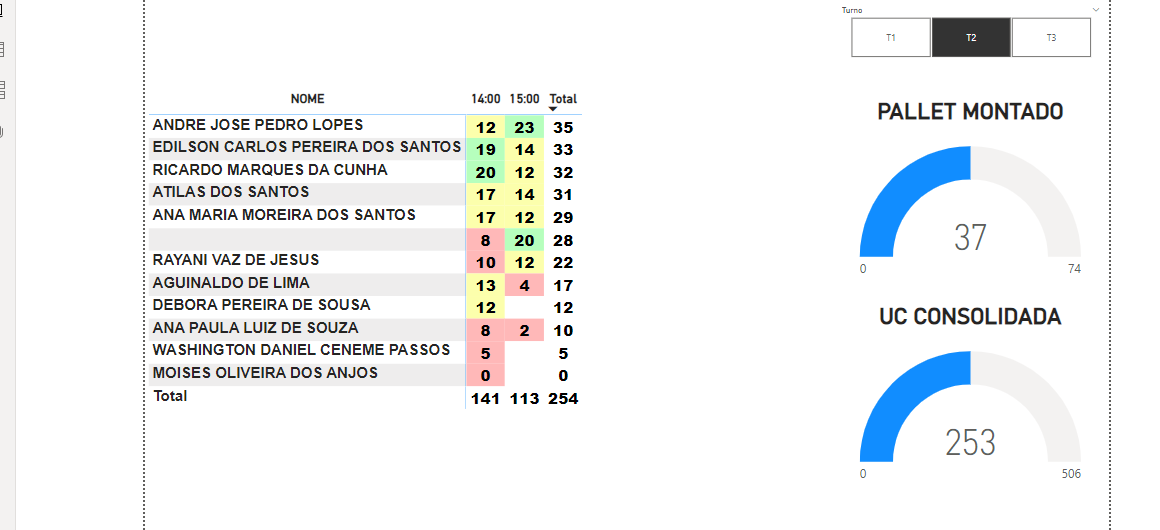 Turno
T1 T2 T3
NOME 14:00 15:00 Total
ANDRE JOSE PEDRO LOPES 12 23 35
EDILSON CARLOS PEREIRA DOS SANTOS 19 14 33
RICARDO MARQUES DA CUNHA 20 12 32
ATILAS DOS SANTOS 17 14 31
ANA MARIA MOREIRA DOS SANTOS 17 12 29
8 20 28
RAYANI VAZ DE JESUS 10 12 22
AGUINALDO DE LIMA 13 4 17
DEBORA PEREIRA DE SOUSA 12 12
ANA PAULA LUIZ DE SOUZA 8 2 10
WASHINGTON DANIEL CENEME PASSOS 5 5
MOISES OLIVEIRA DOS ANJOS 0 0
Total 141 113 254
PALLET MONTADO
37
0 74
UC CONSOLIDADA
253
0 506